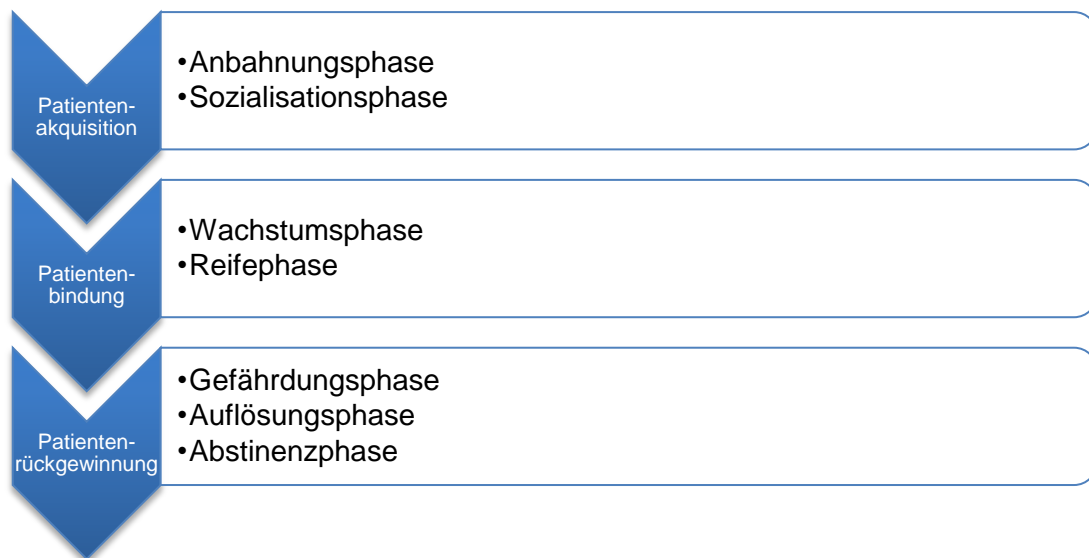 Patienten-
akquisition
•Anbahnungsphase
•Sozialisationsphase
Patienten-
bindung
•Wachstumsphase
•Reifephase
Patienten-
rückgewinnung
•Gefährdungsphase
•Auflösungsphase
•Abstinenzphase